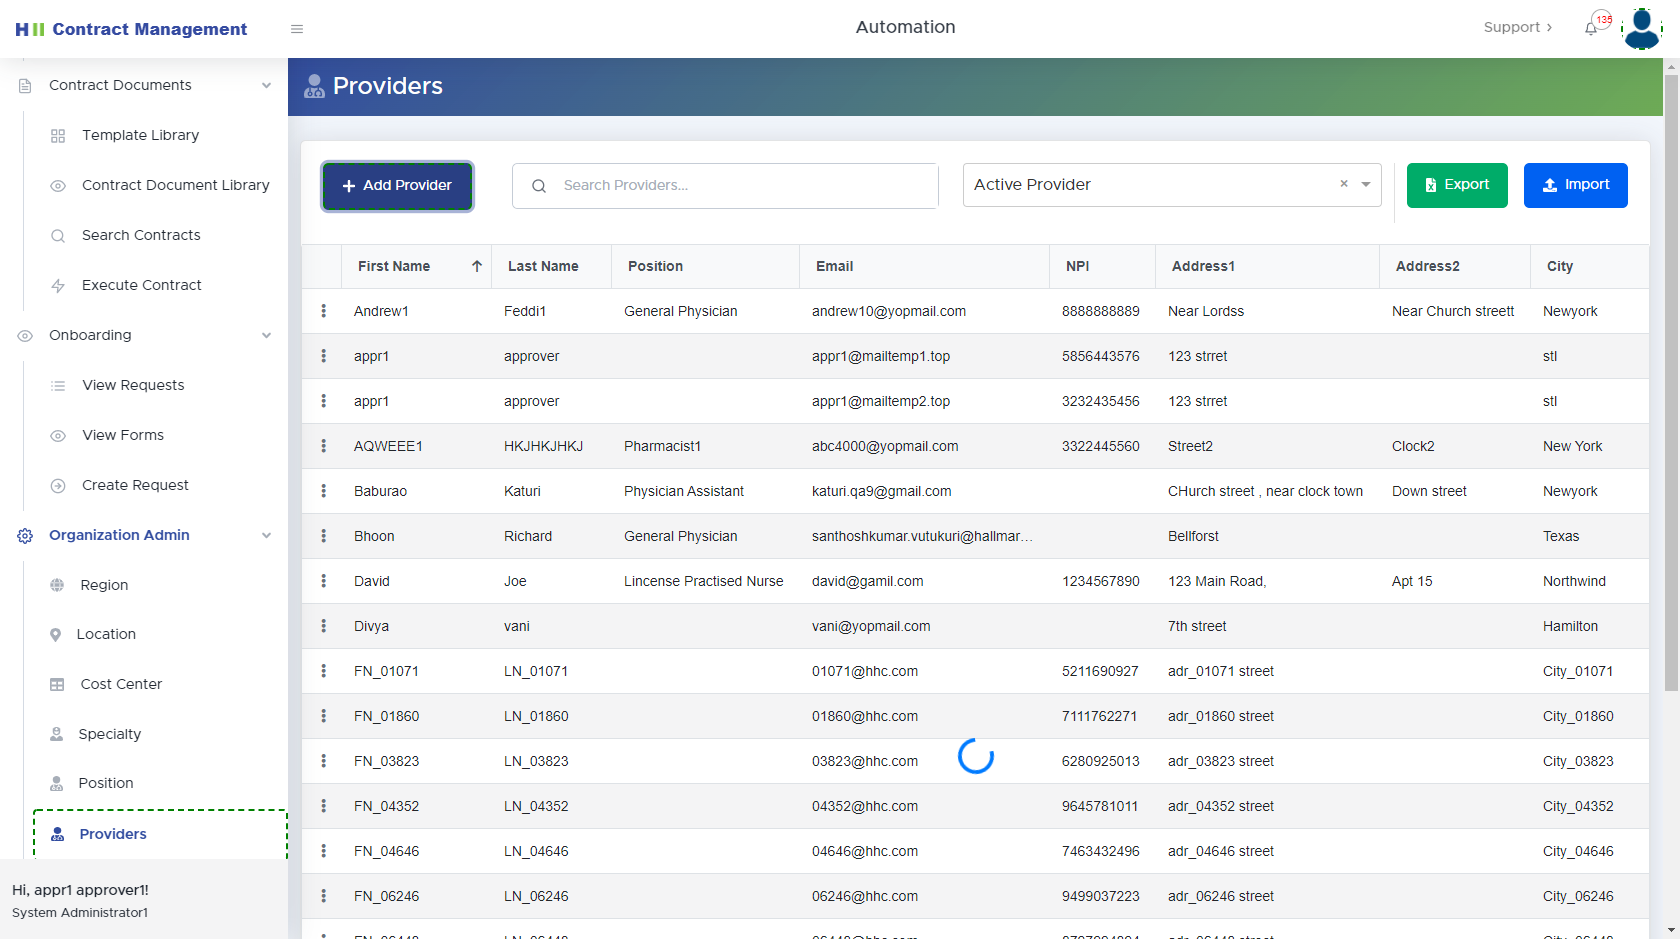 H Contract Management
Automation
Support
135
Contract Documents
Template Library
Contract Document Library
Search Contracts
Execute Contract
Onboarding
View Requests
View Forms
Create Request
Organization Admin
Region
Location
Cost Center
Specialty
Position
Providers
Hi, appr1 approver1!
System Administrator1
Providers
Add Provider
Search Providers...
Active Provider ×
Export
Import
First Name Last Name Position Email NPI Address1 Address2 City
Andrew1 Feddi1 General Physician andrew10@yopmail.com 8888888889 Near Lordss Near Church streett Newyork
appr1 approver appr1@mailtemp1.top 5856443576 123 strret stl
appr1 approver appr1@mailtemp2.top 3232435456 123 strret stl
AQWEEE1 HKJHKJHKJ Pharmacist1 abc4000@yopmail.com 3322445560 Street2 Clock2 New York
Baburao Katuri Physician Assistant katuri.qa9@gmail.com CHurch street , near clock town Down street Newyork
Bhoon Richard General Physician santhoshkumar.vutukuri@hallmar... Bellforst Texas
David Joe Lincense Practised Nurse david@gamil.com 1234567890 123 Main Road, Apt 15 Northwind
Divya vani vani@yopmail.com 7th street Hamilton
FN_01071 LN_01071 01071@hhc.com 5211690927 adr_01071 street City_01071
FN_01860 LN_01860 01860@hhc.com 7111762271 adr_01860 street City_01860
FN_03823 LN_03823 03823@hhc.com 6280925013 adr_03823 street City_03823
FN_04352 LN_04352 04352@hhc.com 9645781011 adr_04352 street City_04352
FN_04646 LN_04646 04646@hhc.com 7463432496 adr_04646 street City_04646
FN_06246 LN_06246 06246@hhc.com 9499037223 adr_06246 street City_06246